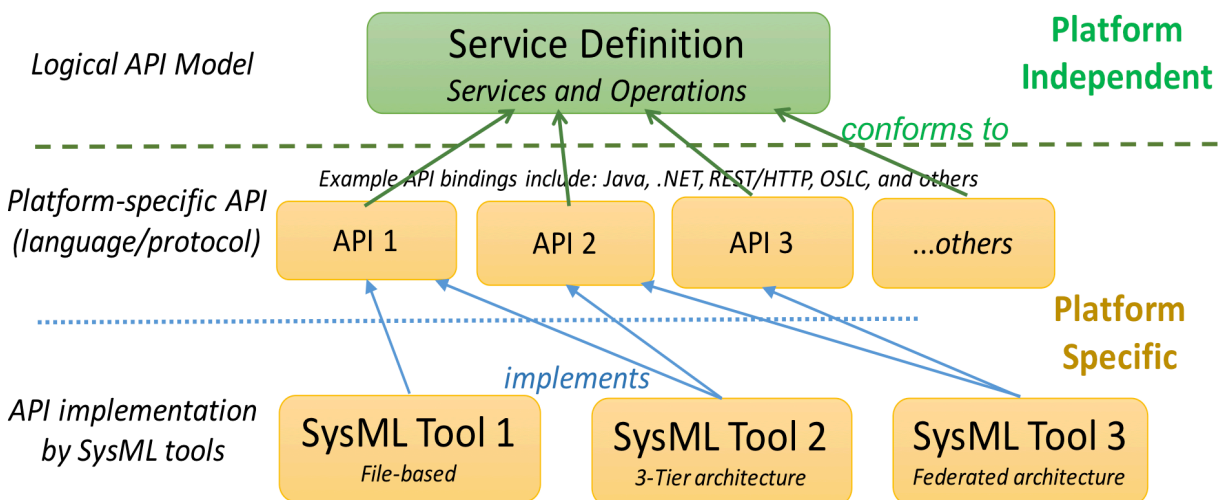 Service Definition
Services and Operations
Logical API Model
Platform
Independent
conforms to
Example API bindings include: Java, .NET, REST/HTTP, OSLC, and others
Platform-specific API
(language/protocol)
API 1
API 2
API 3
...others
Platform
Specific
implements
API implementation
by SysML tools
SysML Tool 1
File-based
SysML Tool 2
3-Tier architecture
SysML Tool 3
Federated architecture